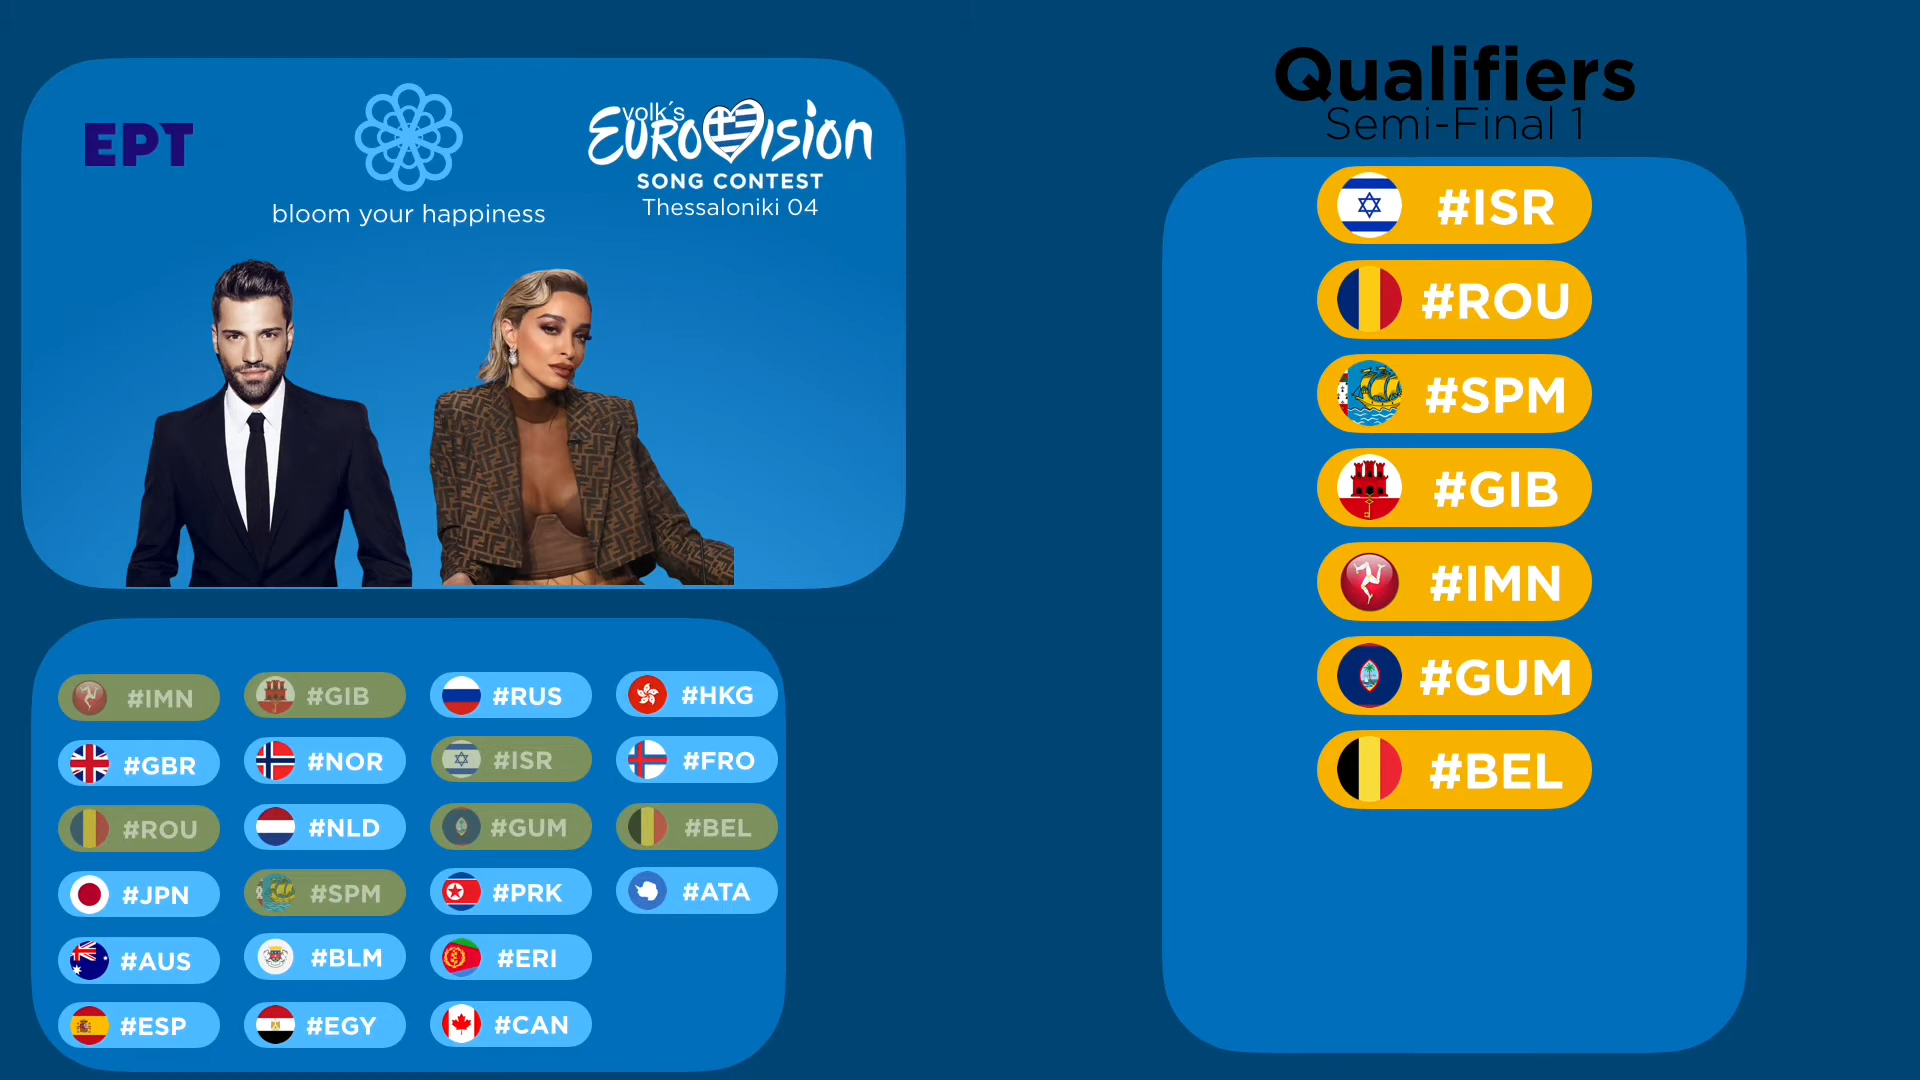 ΕΡΤ
bloom your happiness
volk´s
EUROVISION
SONG CONTEST
Thessaloniki 04
#IMN #GIB #RUS #HKG
#GBR #NOR #ISR #FRO
#ROU #NLD #GUM #BEL
#JPN #SPM #PRK #ATA
#AUS #BLM #ERI
#ESP #EGY #CAN
Qualifiers
Semi-Final 1
#ISR
#ROU
#SPM
#GIB
#IMN
#GUM
#BEL